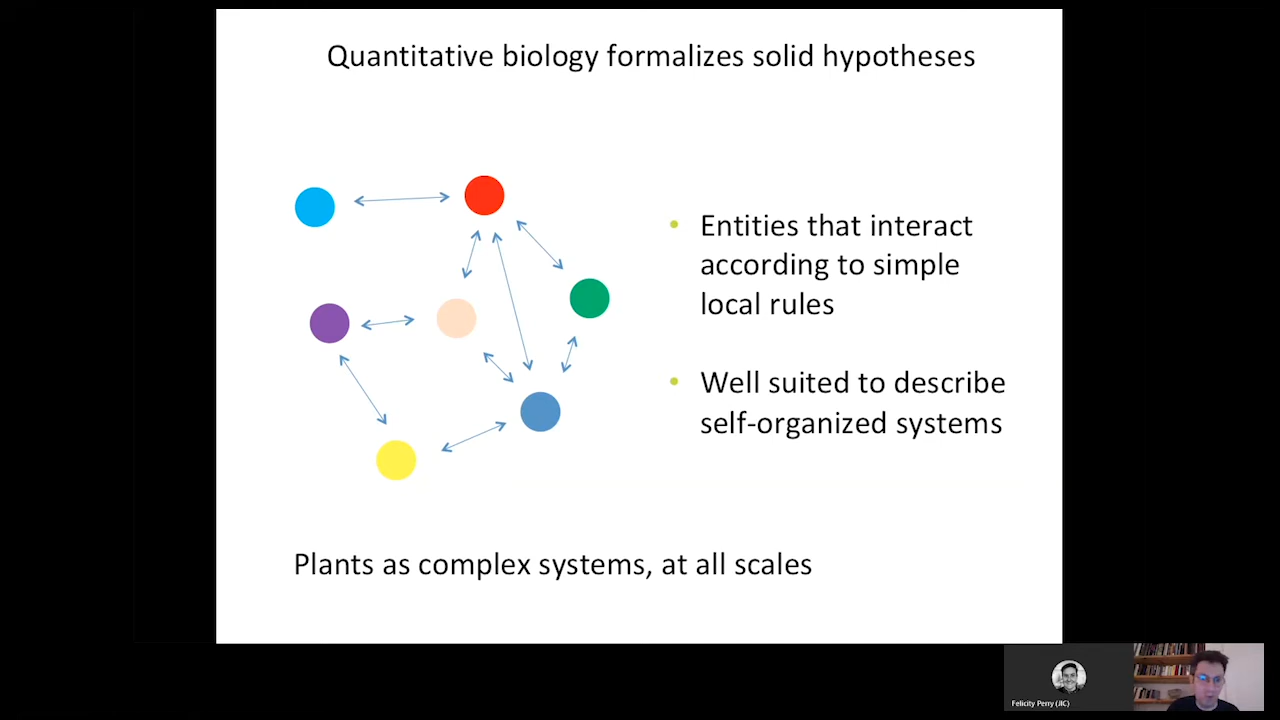 Quantitative biology formalizes solid hypotheses
• Entities that interact
according to simple
local rules
• Well suited to describe
self-organized systems
Plants as complex systems, at all scales
Felicity Perry (JIC)